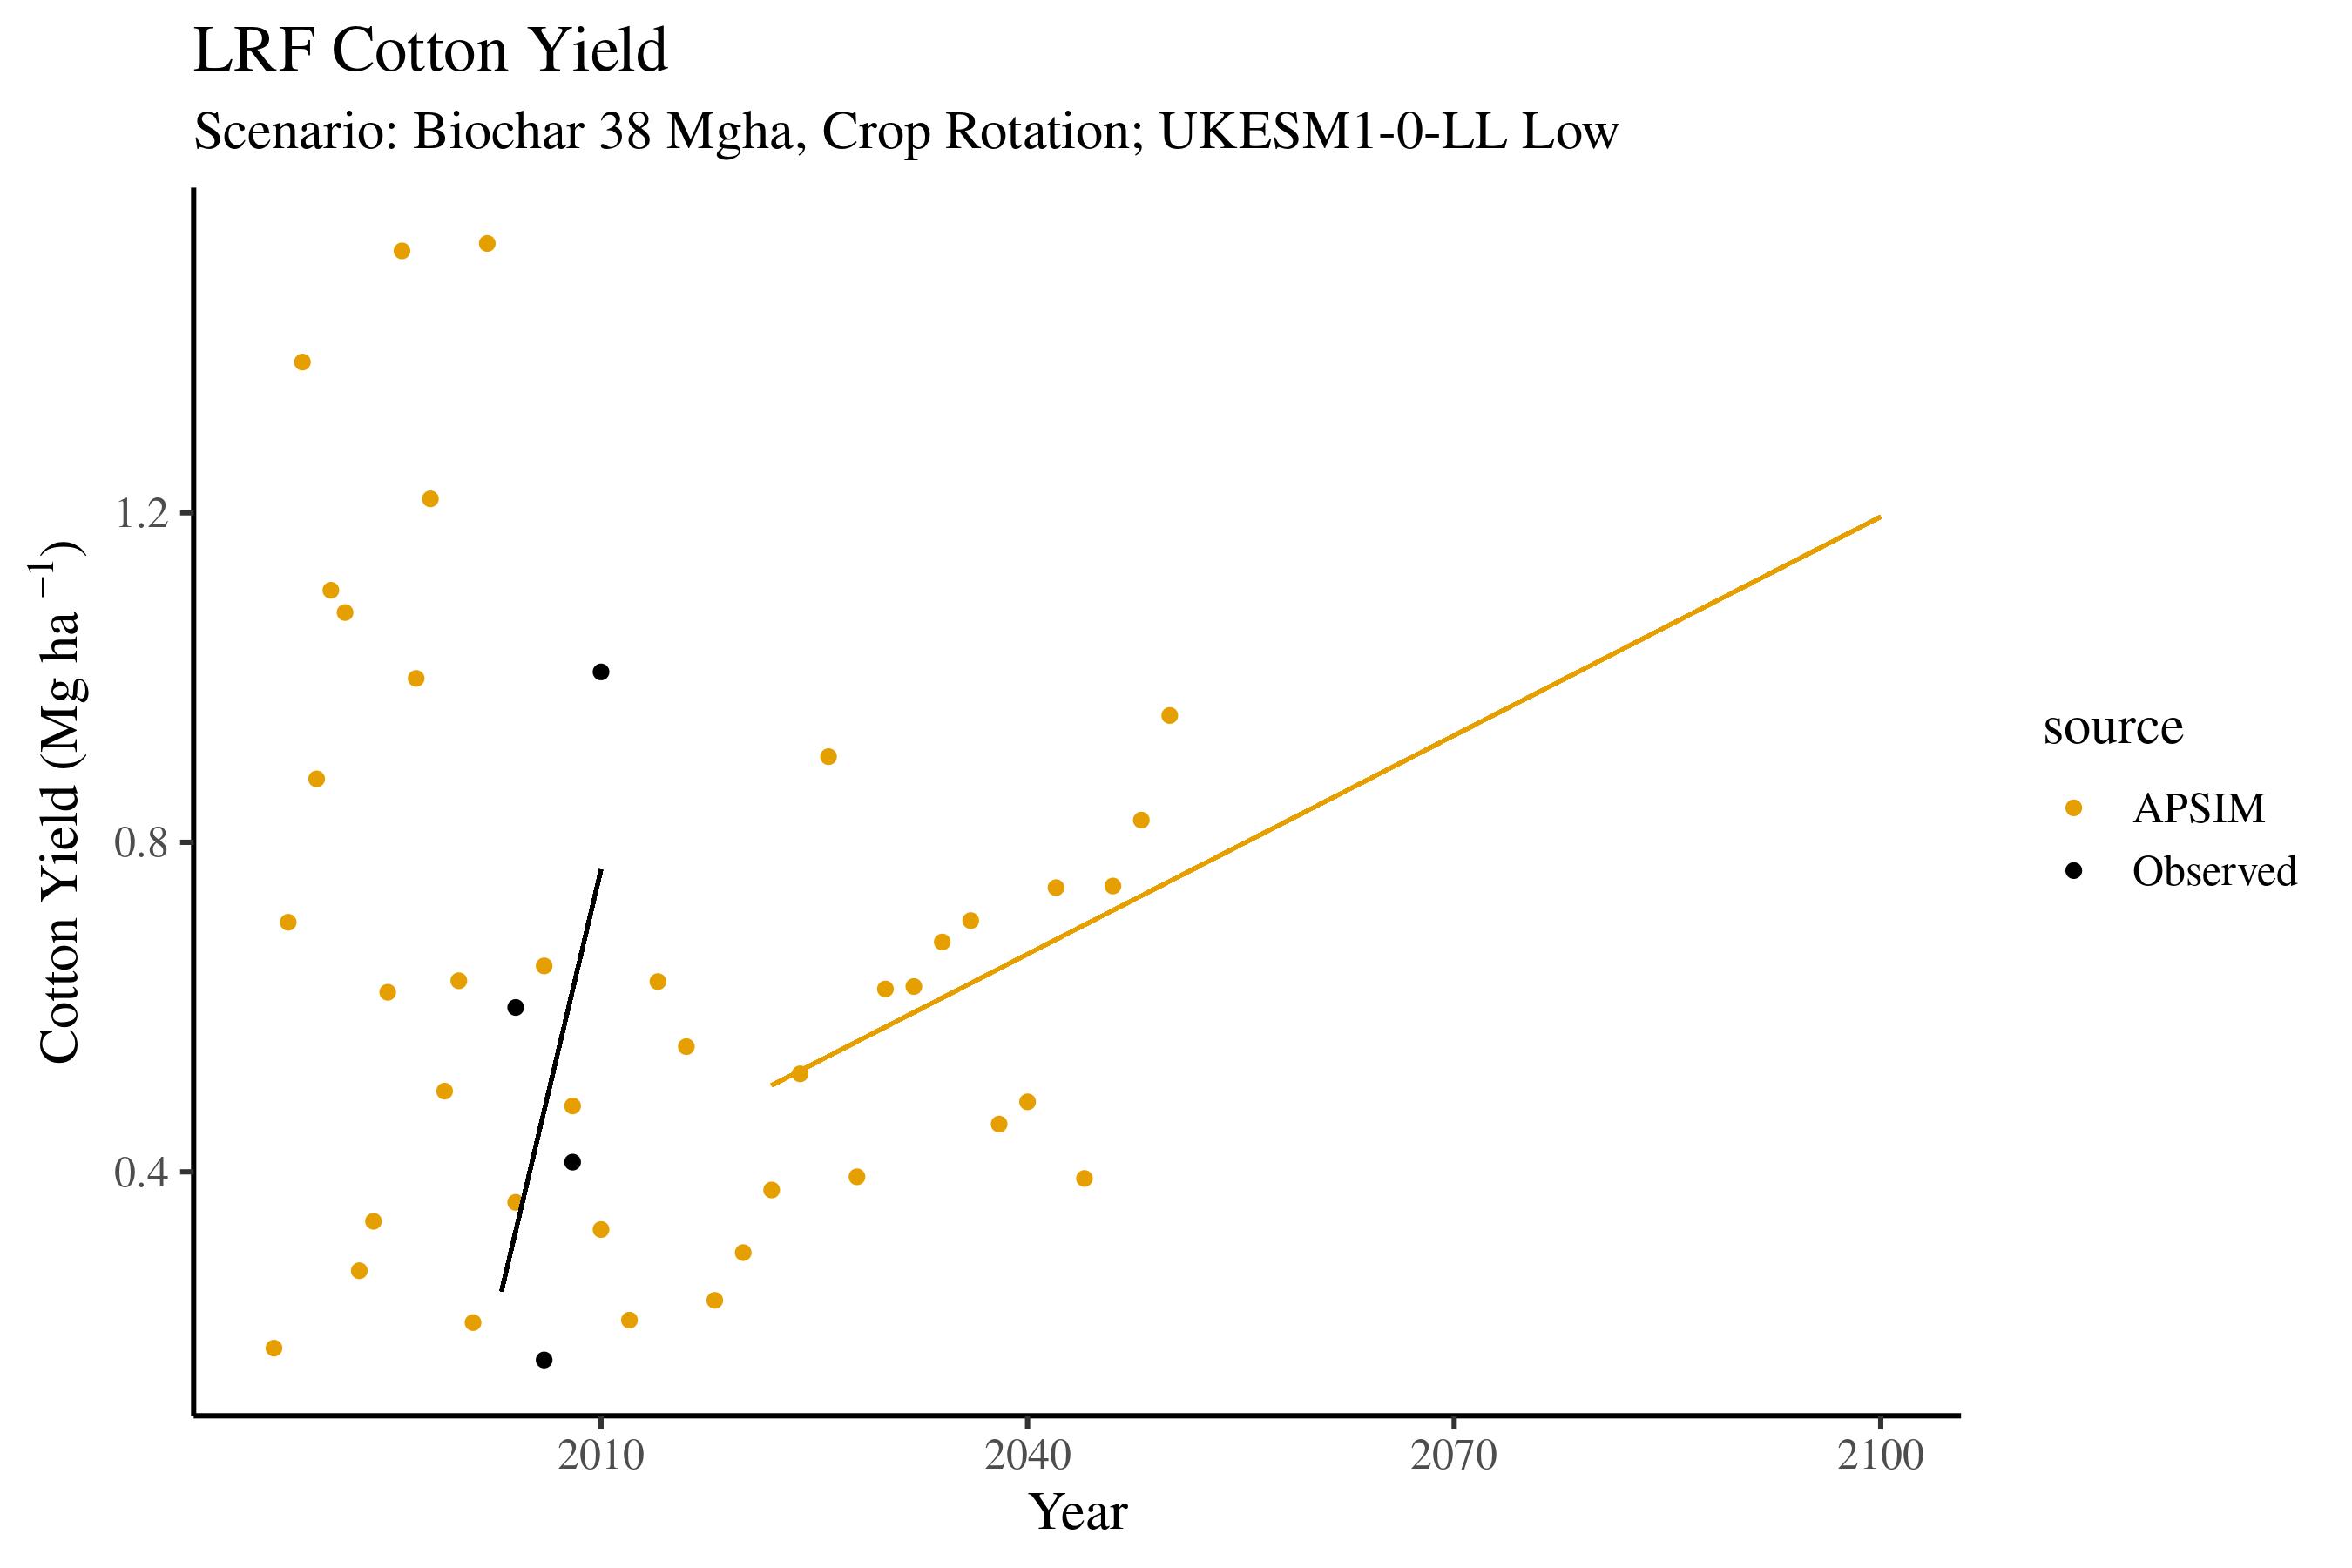 LRF Cotton Yield
Scenario: Biochar 38 Mgha, Crop Rotation; UKESM1-0-LL Low
Cotton Yield (Mg ha −1)
1.2
0.8
0.4
2010
2040
2070
2100
Year
source
APSIM
Observed